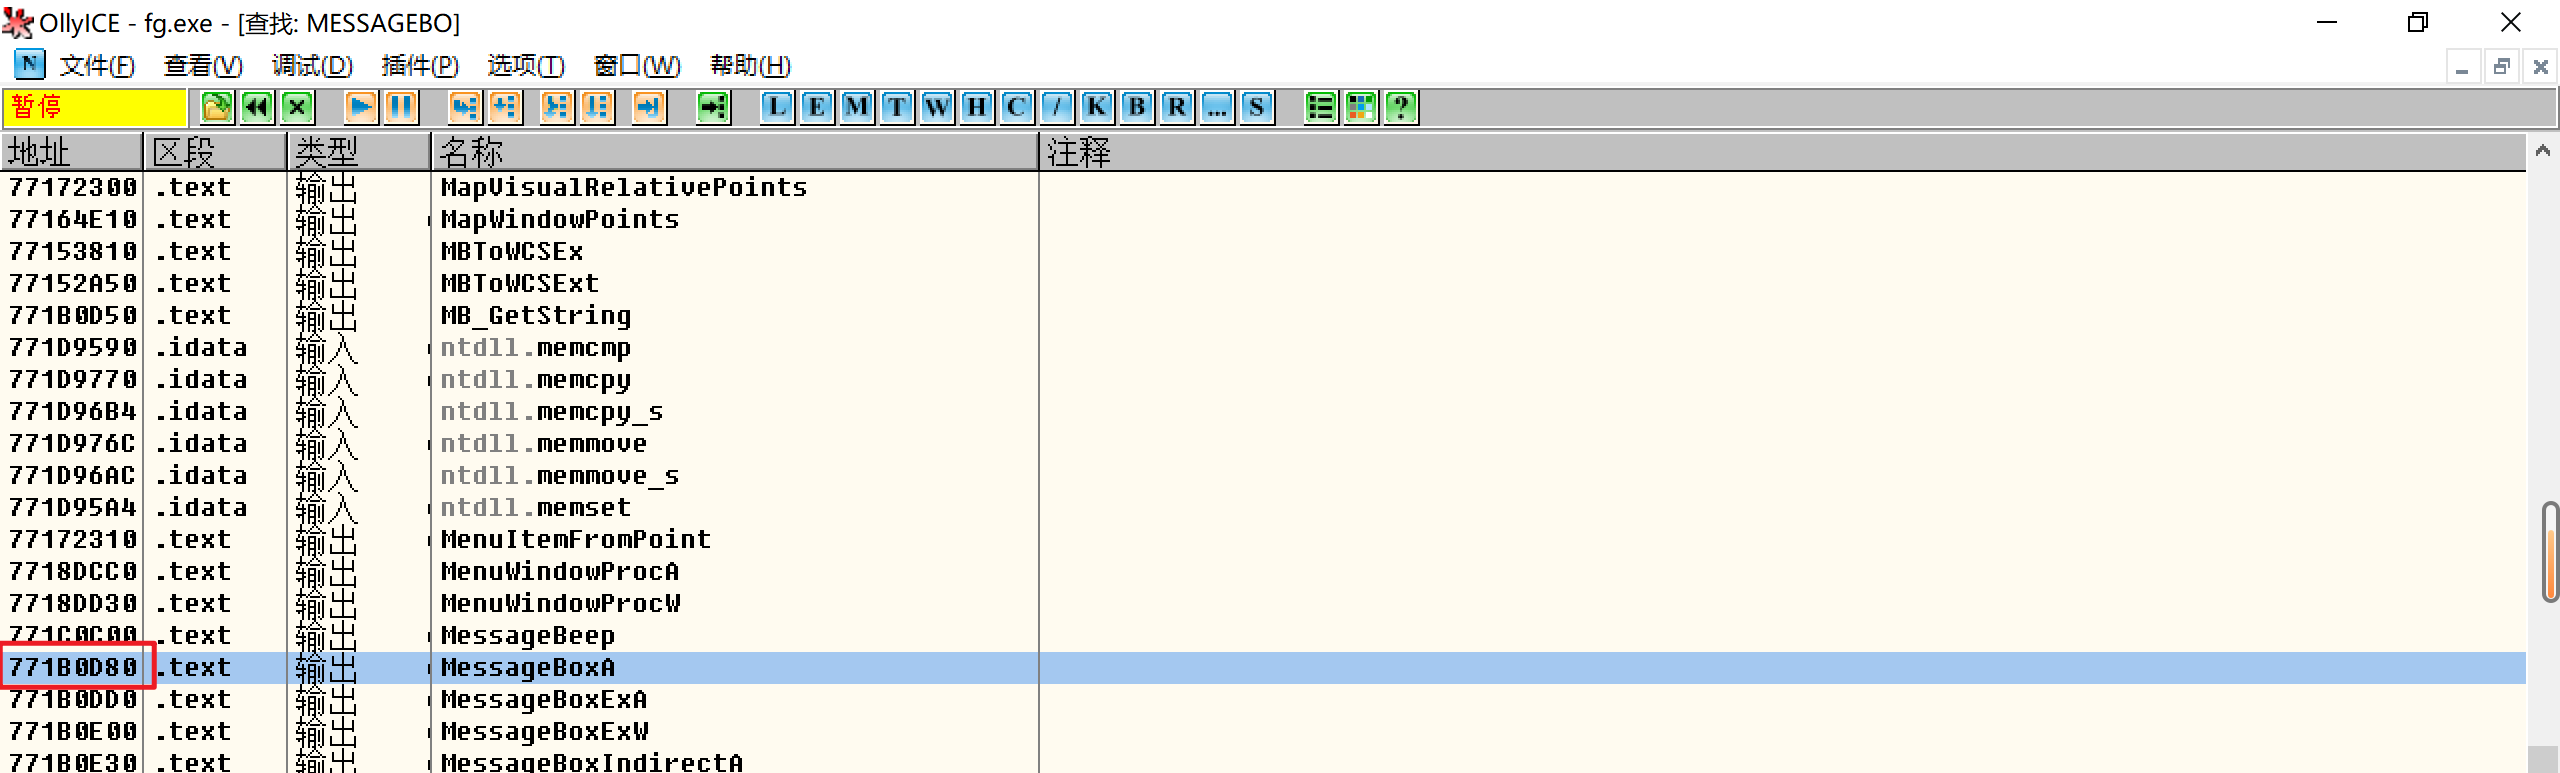 OllyICE - fg.exe - [查找: MESSAGEBO]
N 文件(F) 查看(V) 调试(D) 插件(P) 选项(T) 窗口(W) 帮助(H)
暂停 L E M T W H C / K B R ... S ?
地址 区段 类型 名称 注释
77172300 .text 输出 MapVisualRelativePoints
77164E10 .text 输出 MapWindowPoints
77153810 .text 输出 MBToWCSEx
77152A50 .text 输出 MBToWCSExt
771B0D50 .text 输出 MB_GetString
771D9590 .idata 输入 ntdll.memcmp
771D9770 .idata 输入 ntdll.memcpy
771D96B4 .idata 输入 ntdll.memcpy_s
771D976C .idata 输入 ntdll.memmove
771D96AC .idata 输入 ntdll.memmove_s
771D95A4 .idata 输入 ntdll.memset
77172310 .text 输出 MenuItemFromPoint
7718DCC0 .text 输出 MenuWindowProcA
7718DD30 .text 输出 MenuWindowProcW
771C0C00 .text 输出 MessageBeep
771B0D80 .text 输出 MessageBoxA
771B0DD0 .text 输出 MessageBoxExA
771B0E00 .text 输出 MessageBoxExW
771B0E30 .text 输出 MessageBoxIndirectA